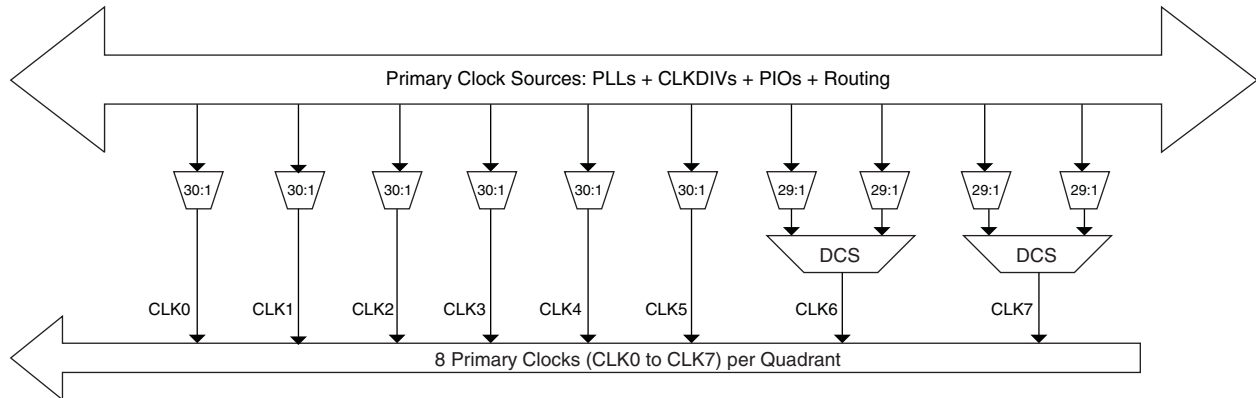 Primary Clock Sources: PLLs + CLKDIVs + PIOs + Routing
30:1
30:1
30:1
30:1
30:1
30:1
29:1
29:1
29:1
29:1
DCS
DCS
CLK0
CLK1
CLK2
CLK3
CLK4
CLK5
CLK6
CLK7
8 Primary Clocks (CLK0 to CLK7) per Quadrant